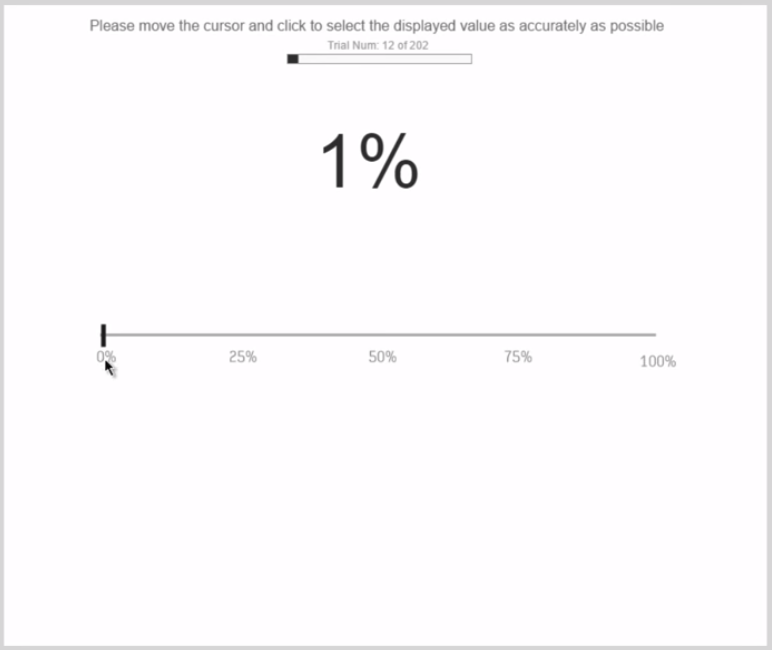 Please move the cursor and click to select the displayed value as accurately as possible
Trial Num: 12 of 202
1%
0% 25% 50% 75% 100%